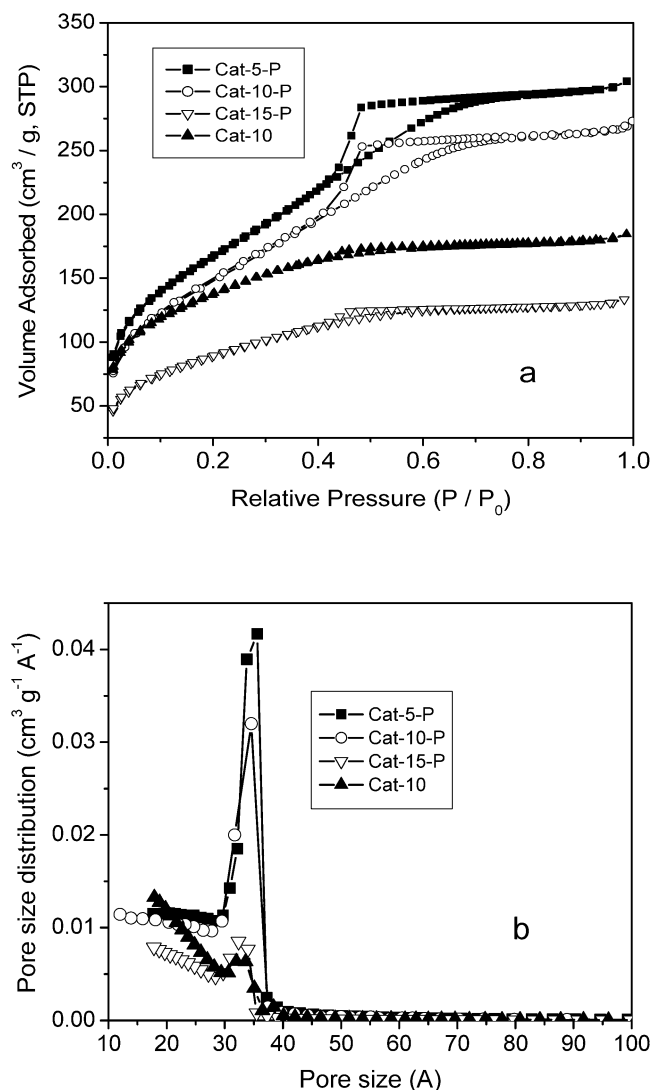 350
300
250
200
150
100
50
Volume Adsorbed (cm³ / g, STP)
Cat-5-P
Cat-10-P
Cat-15-P
Cat-10
a
0.0 0.2 0.4 0.6 0.8 1.0
Relative Pressure (P / P₀)
0.04
0.03
0.02
0.01
0.00
Pore size distribution (cm³ g⁻¹ A⁻¹)
Cat-5-P
Cat-10-P
Cat-15-P
Cat-10
b
10 20 30 40 50 60 70 80 90 100
Pore size (A)